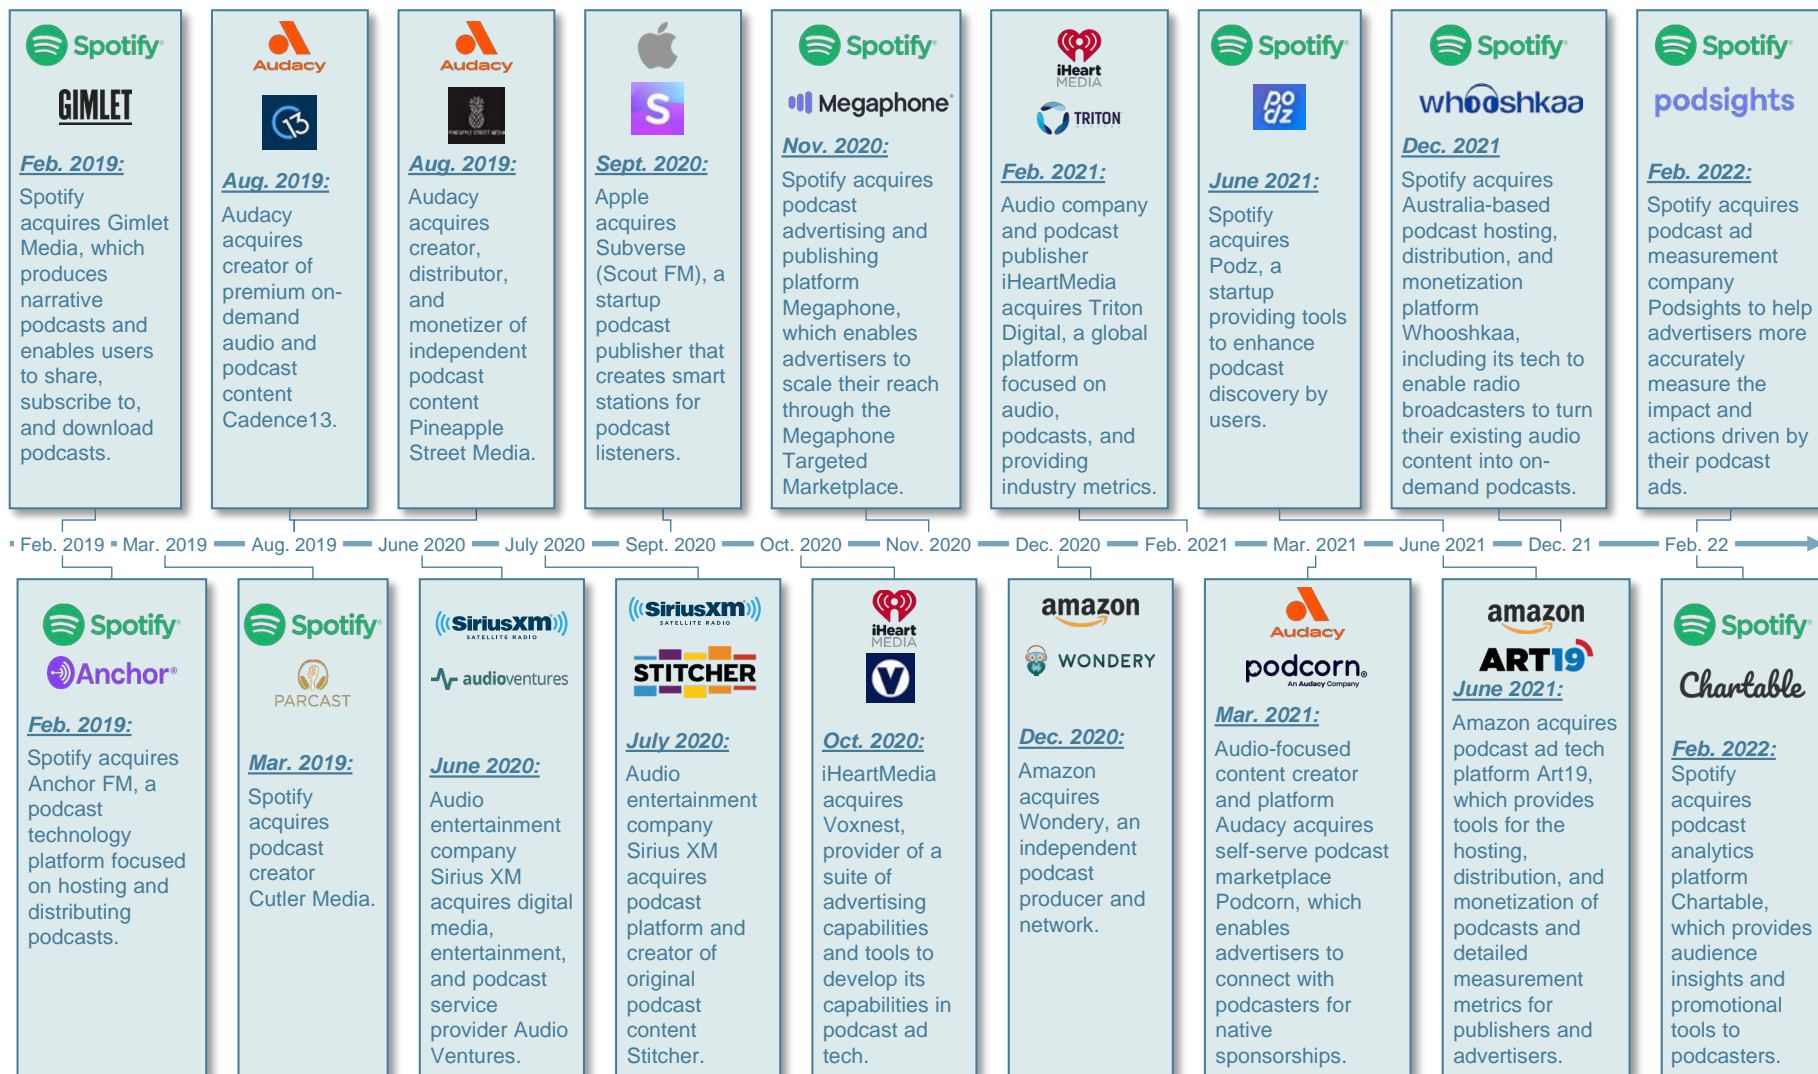 Spotify
GIMLET
Feb. 2019:
Spotify
acquires Gimlet
Media, which
produces
narrative
podcasts and
enables users
to share,
subscribe to,
and download
podcasts.
Audacy
C13
Aug. 2019:
Audacy
acquires
creator of
premium on-
demand
audio and
podcast
content
Cadence13.
Audacy
PINEAPPLE STREET MEDIA
Aug. 2019:
Audacy
acquires
creator,
distributor,
and
monetizer of
independent
podcast
content
Pineapple
Street Media.
S
Sept. 2020:
Apple
acquires
Subverse
(Scout FM), a
startup
podcast
publisher that
creates smart
stations for
podcast
listeners.
Spotify
Megaphone
Nov. 2020:
Spotify acquires
podcast
advertising and
publishing
platform
Megaphone,
which enables
advertisers to
scale their reach
through the
Megaphone
Targeted
Marketplace.
iHeart
MEDIA
TRITON
DIGITAL
Feb. 2021:
Audio company
and podcast
publisher
iHeartMedia
acquires Triton
Digital, a global
platform
focused on
audio,
podcasts, and
providing
industry metrics.
Spotify
podz
June 2021:
Spotify
acquires
Podz, a
startup
providing tools
to enhance
podcast
discovery by
users.
Spotify
whooshkaa
Dec. 2021
Spotify acquires
Australia-based
podcast hosting,
distribution, and
monetization
platform
Whooshkaa,
including its tech to
enable radio
broadcasters to turn
their existing audio
content into on-
demand podcasts.
Spotify
podsights
Feb. 2022:
Spotify acquires
podcast ad
measurement
company
Podsights to help
advertisers more
accurately
measure the
impact and
actions driven by
their podcast
ads.
Feb. 2019 Mar. 2019 Aug. 2019 June 2020 July 2020 Sept. 2020 Oct. 2020 Nov. 2020 Dec. 2020 Feb. 2021 Mar. 2021 June 2021 Dec. 21 Feb. 22
Spotify
Anchor
Feb. 2019:
Spotify acquires
Anchor FM, a
podcast
technology
platform focused
on hosting and
distributing
podcasts.
Spotify
PARCAST
Mar. 2019:
Spotify
acquires
podcast
creator
Cutler Media.
SiriusXM
SATELLITE RADIO
audioventures
June 2020:
Audio
entertainment
company
Sirius XM
acquires digital
media,
entertainment,
and podcast
service
provider Audio
Ventures.
SiriusXM
SATELLITE RADIO
STITCHER
July 2020:
Audio
entertainment
company
Sirius XM
acquires
podcast
platform and
creator of
original
podcast
content
Stitcher.
iHeart
MEDIA
V
Oct. 2020:
iHeartMedia
acquires
Voxnest,
provider of a
suite of
advertising
capabilities
and tools to
develop its
capabilities in
podcast ad
tech.
amazon
WONDERY
Dec. 2020:
Amazon
acquires
Wondery, an
independent
podcast
producer and
network.
Audacy
podcorn®
An Audacy Company
Mar. 2021:
Audio-focused
content creator
and platform
Audacy acquires
self-serve podcast
marketplace
Podcorn, which
enables
advertisers to
connect with
podcasters for
native
sponsorships.
amazon
ART19
June 2021:
Amazon acquires
podcast ad tech
platform Art19,
which provides
tools for the
hosting,
distribution, and
monetization of
podcasts and
detailed
measurement
metrics for
publishers and
advertisers.
Spotify
Chartable
Feb. 2022:
Spotify
acquires
podcast
analytics
platform
Chartable,
which provides
audience
insights and
promotional
tools to
podcasters.